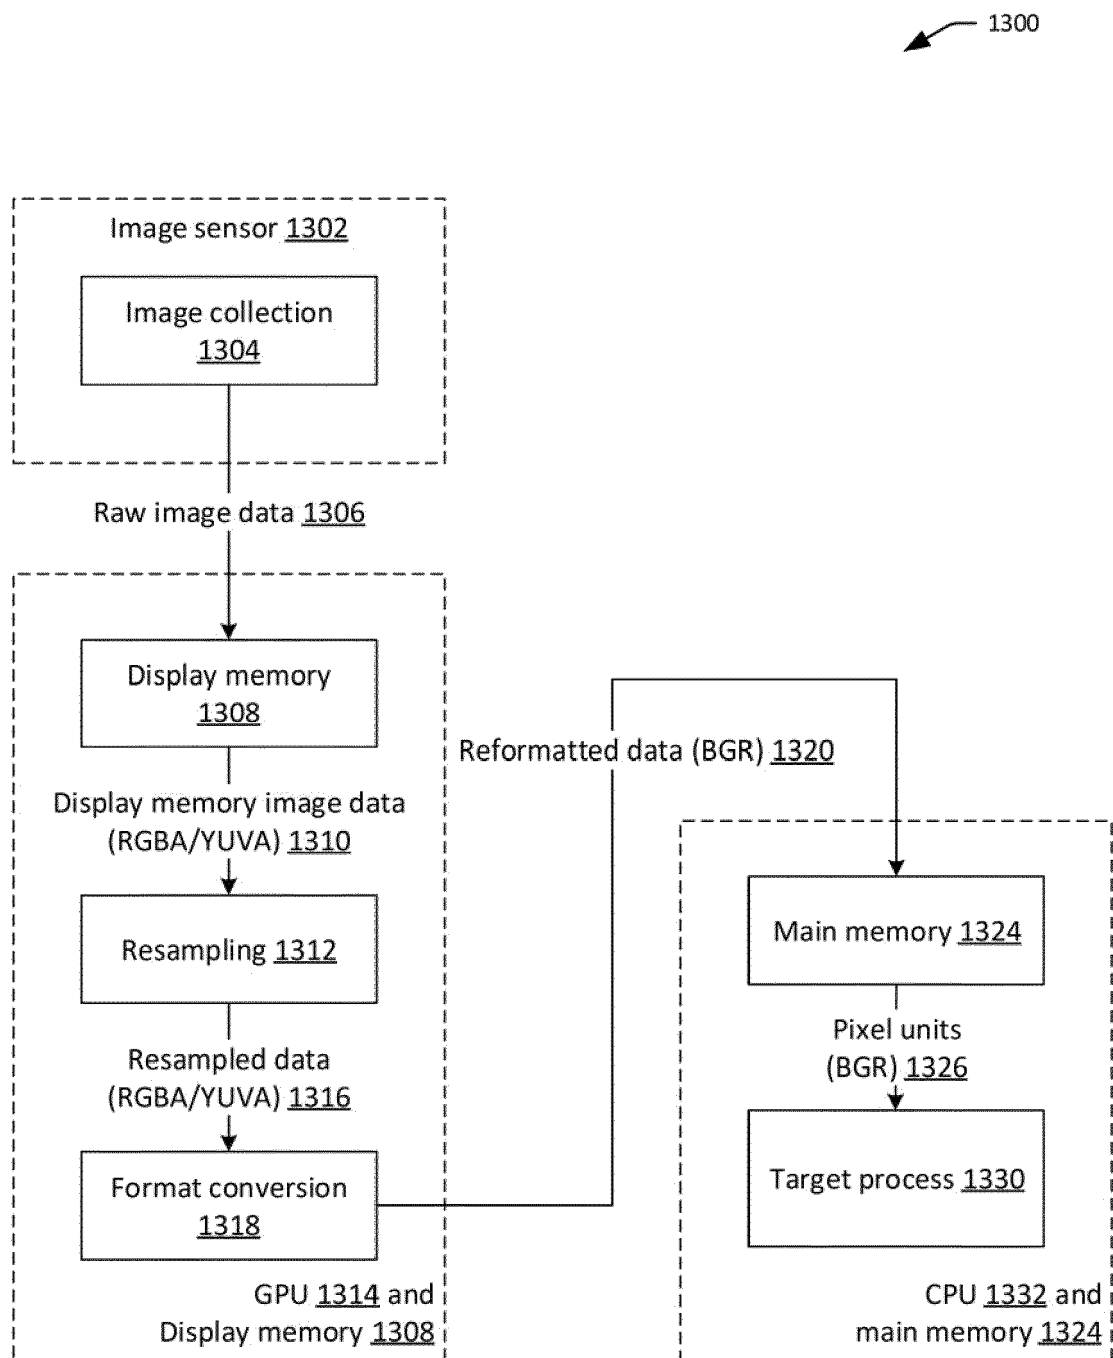 1300
Image sensor 1302
Image collection
1304
Raw image data 1306
Display memory
1308
Display memory image data
(RGBA/YUVA) 1310
Resampling 1312
Resampled data
(RGBA/YUVA) 1316
Format conversion
1318
GPU 1314 and
Display memory 1308
Reformatted data (BGR) 1320
Main memory 1324
Pixel units
(BGR) 1326
Target process 1330
CPU 1332 and
main memory 1324